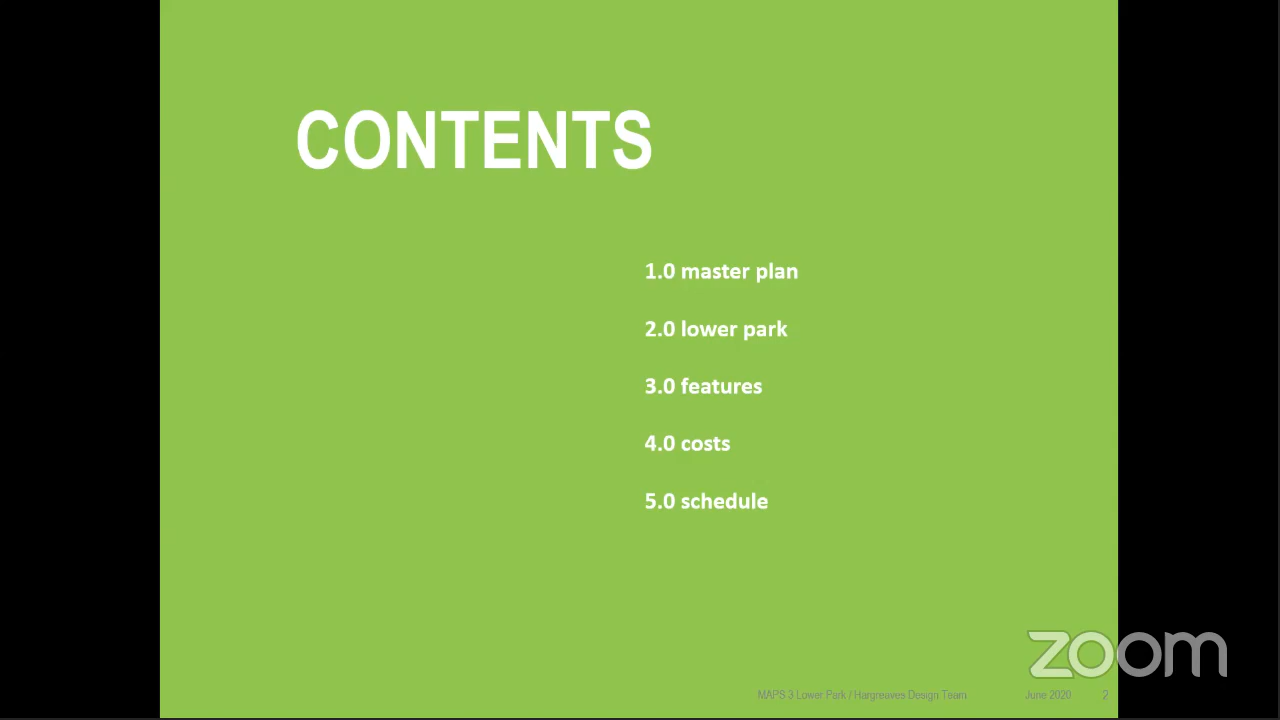 CONTENTS
1.0 master plan
2.0 lower park
3.0 features
4.0 costs
5.0 schedule
zoom
MAPS 3 Lower Park / Hargreaves Design Team June 2020 2